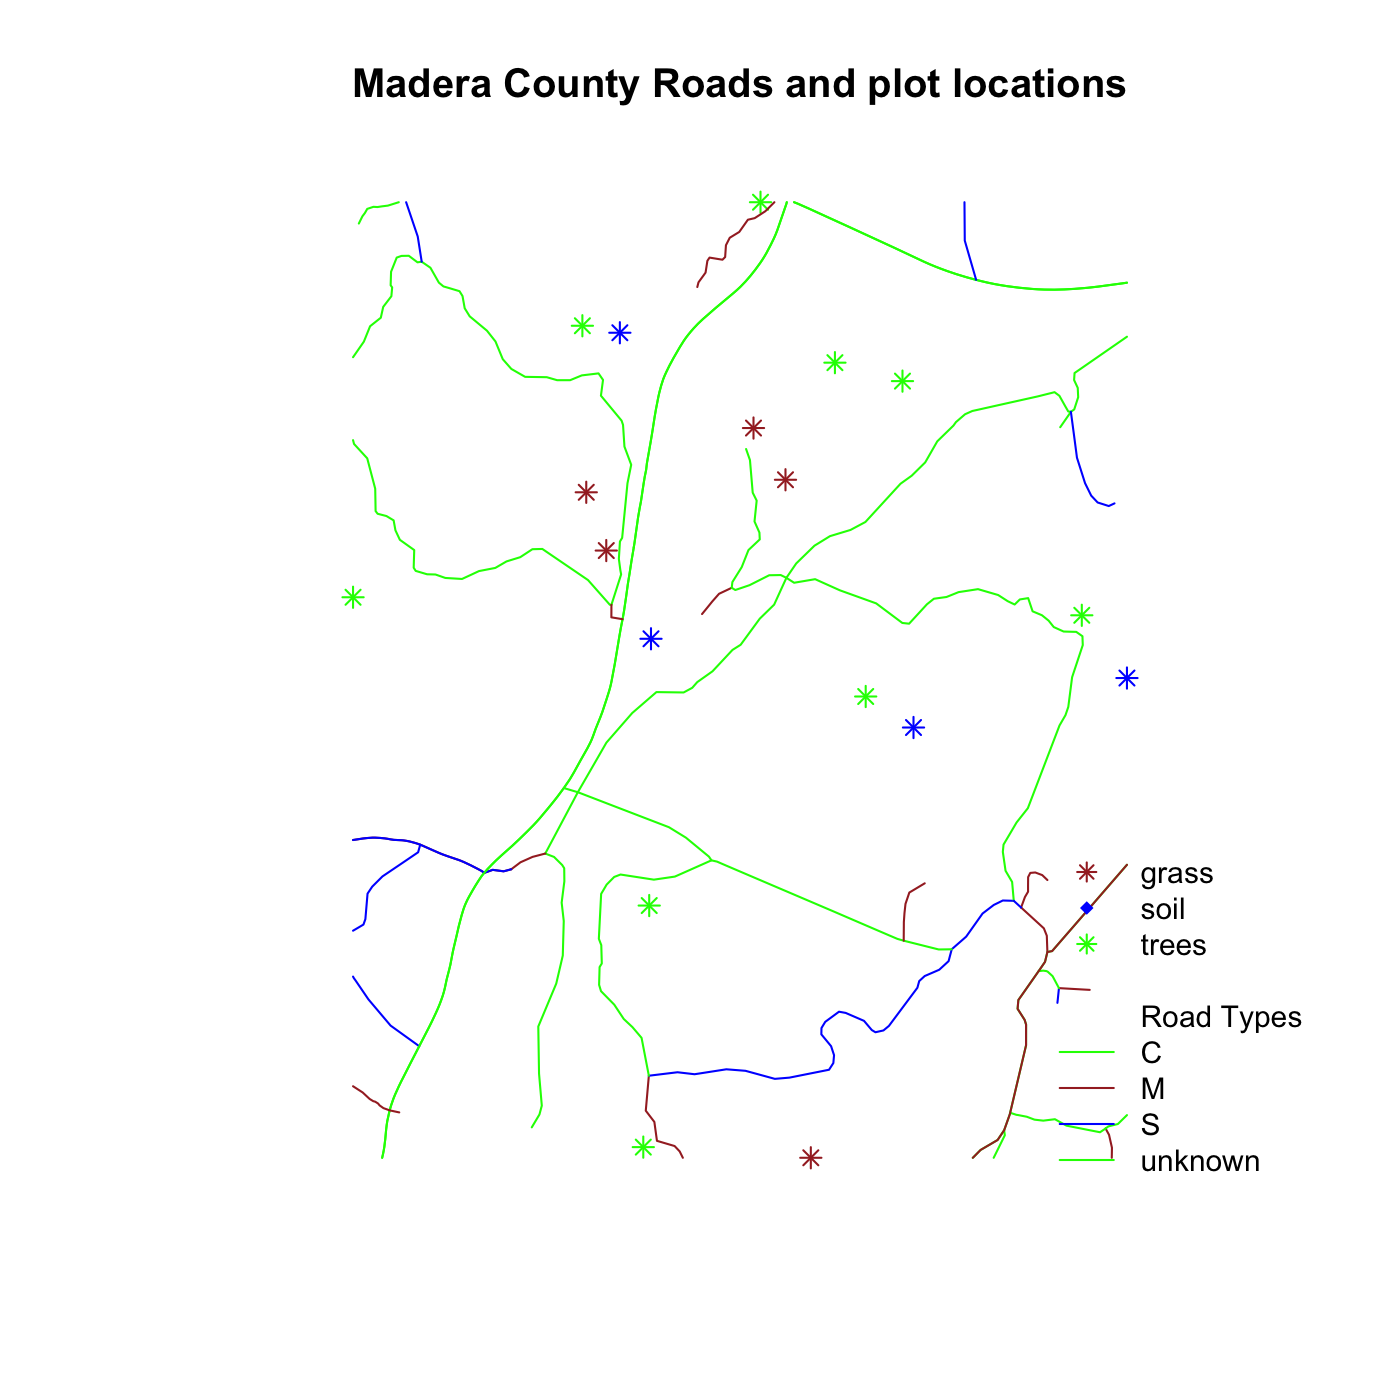 Madera County Roads and plot locations
grass
soil
trees
Road Types
C
M
S
unknown